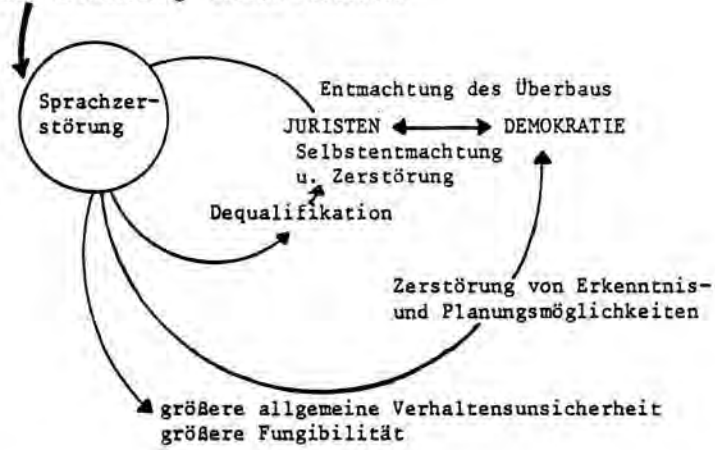 Sprachzer-
störung
Entmachtung des Überbaus
JURISTEN DEMOKRATIE
Selbstentmachtung
u. Zerstörung
Dequalifikation
Zerstörung von Erkenntnis-
und Planungsmöglichkeiten
größere allgemeine Verhaltensunsicherheit
größere Fungibilität